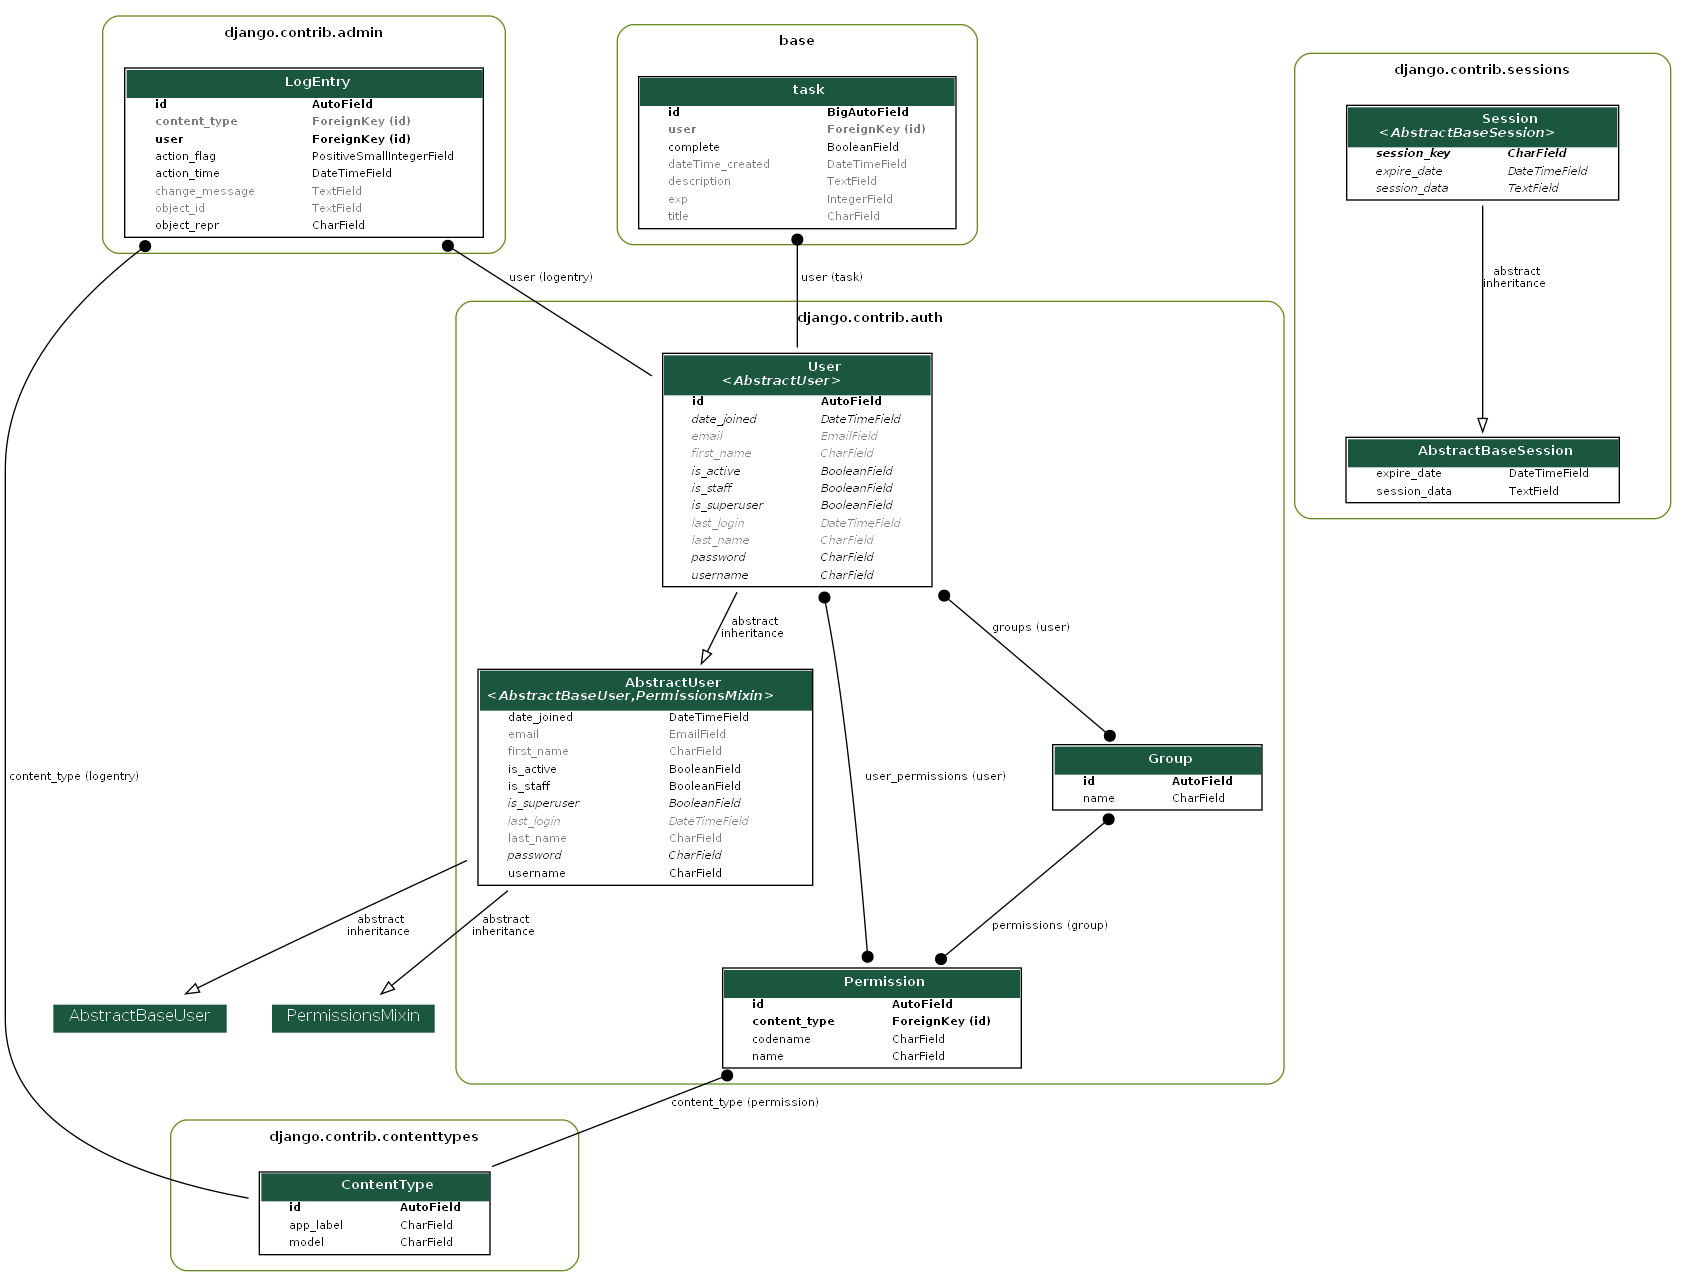 django.contrib.admin
LogEntry
id AutoField
content_type ForeignKey (id)
user ForeignKey (id)
action_flag PositiveSmallIntegerField
action_time DateTimeField
change_message TextField
object_id TextField
object_repr CharField
base
task
id BigAutoField
user ForeignKey (id)
complete BooleanField
dateTime_created DateTimeField
description TextField
exp IntegerField
title CharField
django.contrib.sessions
Session
<AbstractBaseSession>
session_key CharField
expire_date DateTimeField
session_data TextField
abstract
inheritance
AbstractBaseSession
expire_date DateTimeField
session_data TextField
user (logentry)
user (task)
django.contrib.auth
User
<AbstractUser>
id AutoField
date_joined DateTimeField
email EmailField
first_name CharField
is_active BooleanField
is_staff BooleanField
is_superuser BooleanField
last_login DateTimeField
last_name CharField
password CharField
username CharField
abstract
inheritance
groups (user)
AbstractUser
<AbstractBaseUser,PermissionsMixin>
date_joined DateTimeField
email EmailField
first_name CharField
is_active BooleanField
is_staff BooleanField
is_superuser BooleanField
last_login DateTimeField
last_name CharField
password CharField
username CharField
content_type (logentry)
user_permissions (user)
Group
id AutoField
name CharField
abstract
inheritance
abstract
inheritance
permissions (group)
AbstractBaseUser
PermissionsMixin
Permission
id AutoField
content_type ForeignKey (id)
codename CharField
name CharField
content_type (permission)
django.contrib.contenttypes
ContentType
id AutoField
app_label CharField
model CharField